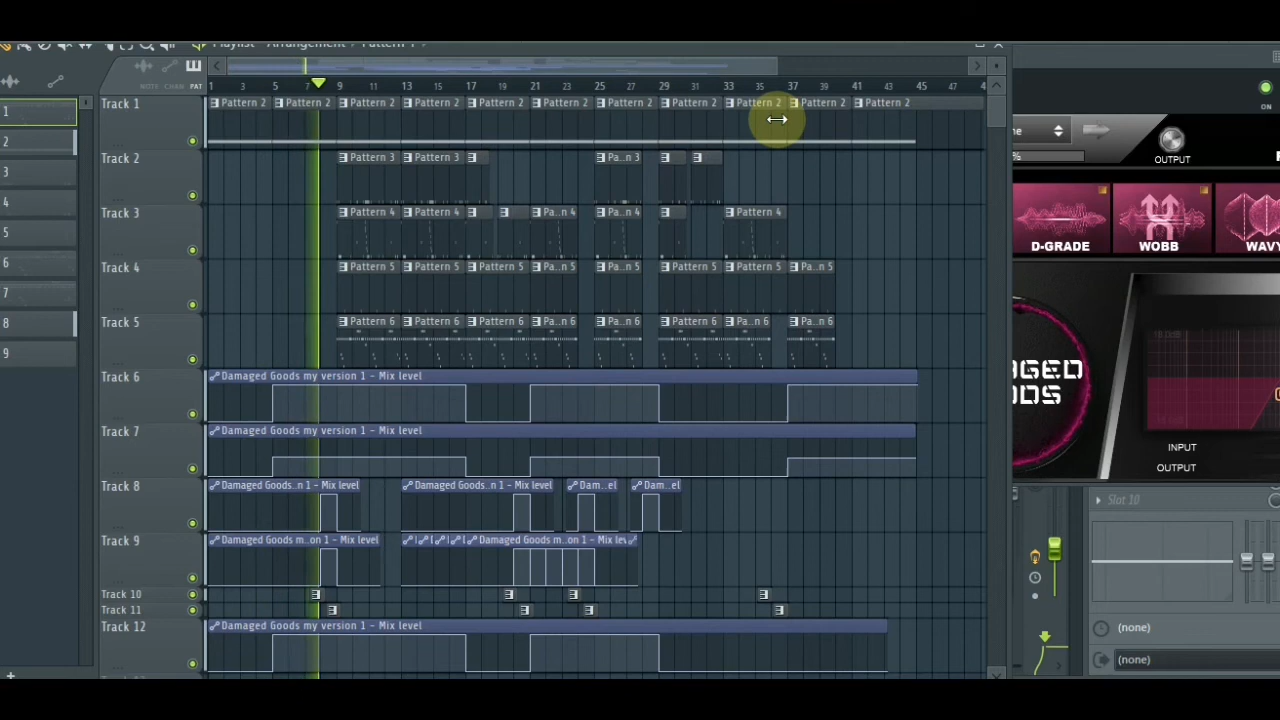 Playlist - Arrangement > Pattern 1 >
NOTE CHAN PAT
1 3 5 7 9 11 13 15 17 19 21 23 25 27 29 31 33 35 37 39 41 43 45 47 4
Track 1
Pattern 2 Pattern 2 Pattern 2 Pattern 2 Pattern 2 Pattern 2 Pattern 2 Pattern 2 Pattern 2 Pattern 2 Pattern 2
ON
1
2
3
4
5
6
7
8
9
Track 2
Pattern 3 Pattern 3 Pa..n 3
Track 3
Pattern 4 Pattern 4 Pa..n 4 Pa..n 4 Pattern 4
Track 4
Pattern 5 Pattern 5 Pattern 5 Pa..n 5 Pa..n 5 Pattern 5 Pattern 5 Pa..n 5
Track 5
Pattern 6 Pattern 6 Pattern 6 Pa..n 6 Pa..n 6 Pattern 6 Pa..n 6 Pa..n 6
Track 6
Damaged Goods my version 1 - Mix level
Track 7
Damaged Goods my version 1 - Mix level
Track 8
Damaged Goods..n 1 - Mix level Damaged Goods..n 1 - Mix level Dam...el Dam...el
Track 9
Damaged Goods m...on 1 - Mix level Damaged Goods m...on 1 - Mix lev
Track 10
Track 11
Track 12
Damaged Goods my version 1 - Mix level
ne
%
OUTPUT
D-GRADE
WOBB
WAVY
AGED
ODS
INPUT
OUTPUT
Slot 10
(none)
(none)